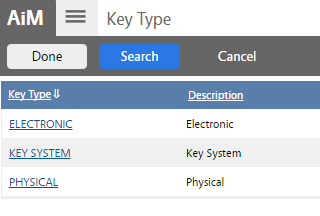 AiM Key Type
Done Search Cancel
Key Type⇓ Description
ELECTRONIC Electronic
KEY SYSTEM Key System
PHYSICAL Physical